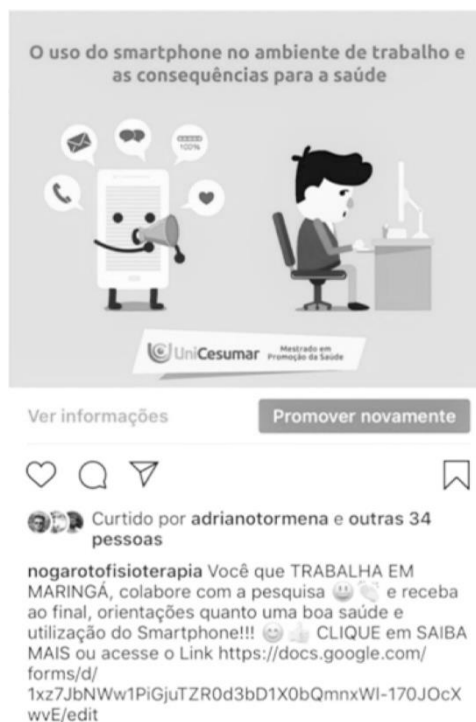 O uso do smartphone no ambiente de trabalho e
as consequências para a saúde
100%
UniCesumar
Mestrado em
Promoção da Saúde
Ver informações
Promover novamente
Curtido por adrianotormena e outras 34
pessoas
nogarotofisioterapia Você que TRABALHA EM
MARINGÁ, colabore com a pesquisa 😃👏 e receba
ao final, orientações quanto uma boa saúde e
utilização do Smartphone!!! 😊👍 CLIQUE em SAIBA
MAIS ou acesse o Link https://docs.google.com/
forms/d/
1xz7JbNWw1PiGjuTZR0d3bD1X0bQmnxWI-170JOcX
wvE/edit